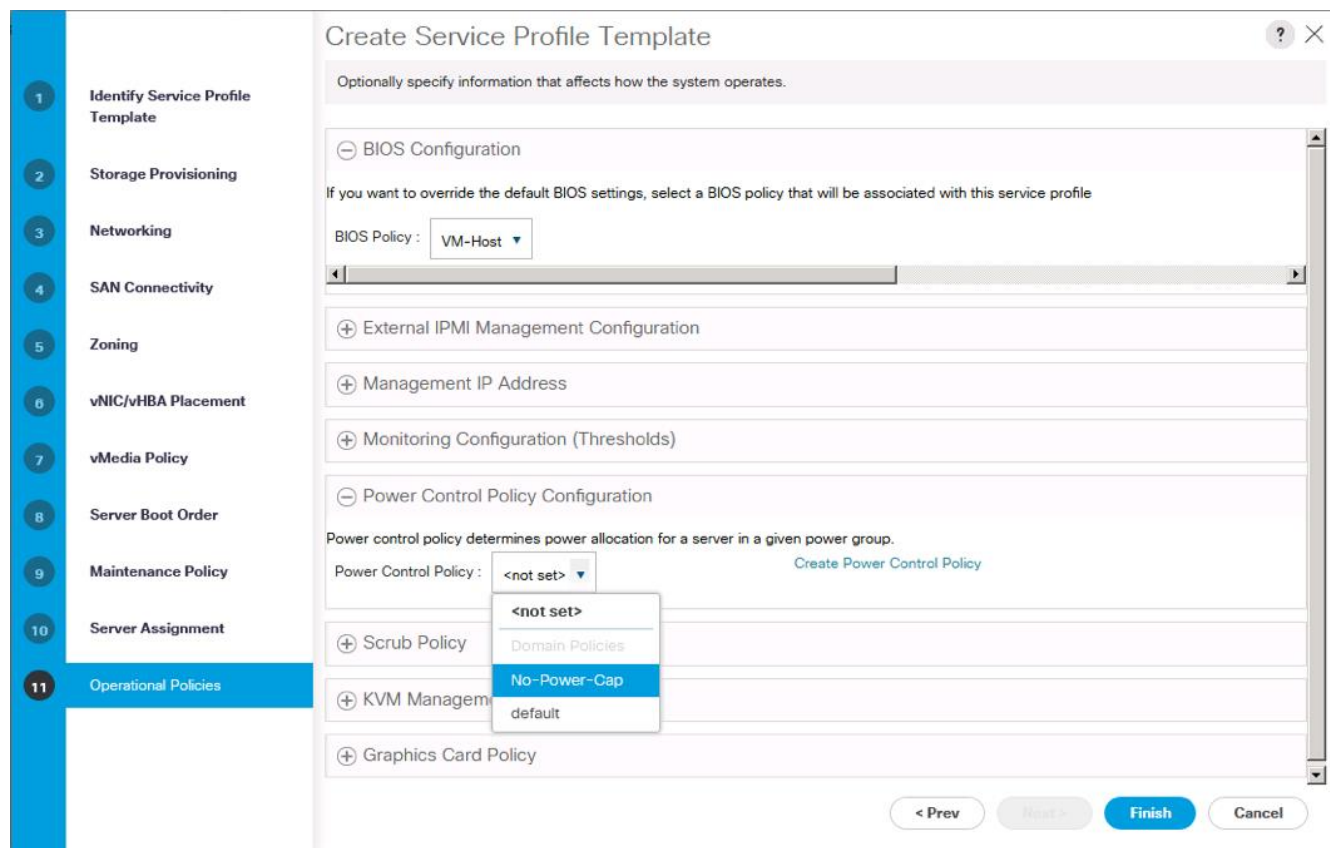 Create Service Profile Template
?
Optionally specify information that affects how the system operates.
1
Identify Service Profile
Template
2
Storage Provisioning
3
Networking
4
SAN Connectivity
5
Zoning
6
vNIC/vHBA Placement
7
vMedia Policy
8
Server Boot Order
9
Maintenance Policy
10
Server Assignment
11
Operational Policies
BIOS Configuration
If you want to override the default BIOS settings, select a BIOS policy that will be associated with this service profile
BIOS Policy : VM-Host
External IPMI Management Configuration
Management IP Address
Monitoring Configuration (Thresholds)
Power Control Policy Configuration
Power control policy determines power allocation for a server in a given power group.
Power Control Policy : <not set> Create Power Control Policy
<not set>
Domain Policies
No-Power-Cap
default
Scrub Policy
KVM Managem
Graphics Card Policy
< Prev Next > Finish Cancel